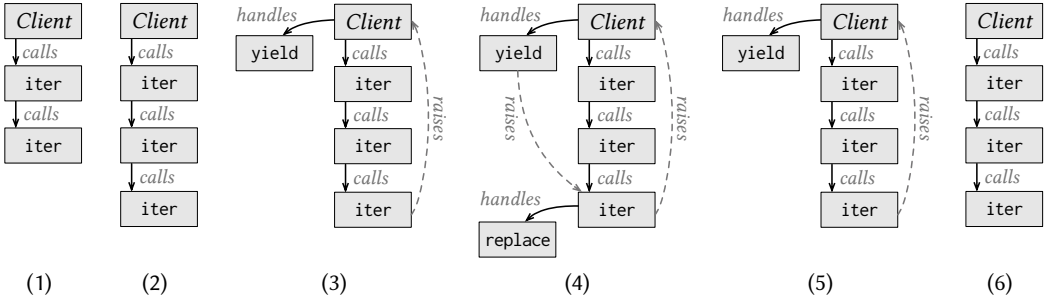 Client
calls
iter
calls
iter
(1)
Client
calls
iter
calls
iter
calls
iter
(2)
handles
Client
yield
calls
iter
calls
raises
iter
calls
iter
(3)
handles
Client
yield
calls
iter
raises
calls
raises
iter
calls
handles
iter
replace
(4)
handles
Client
yield
calls
iter
calls
raises
iter
calls
iter
(5)
Client
calls
iter
calls
iter
calls
iter
(6)